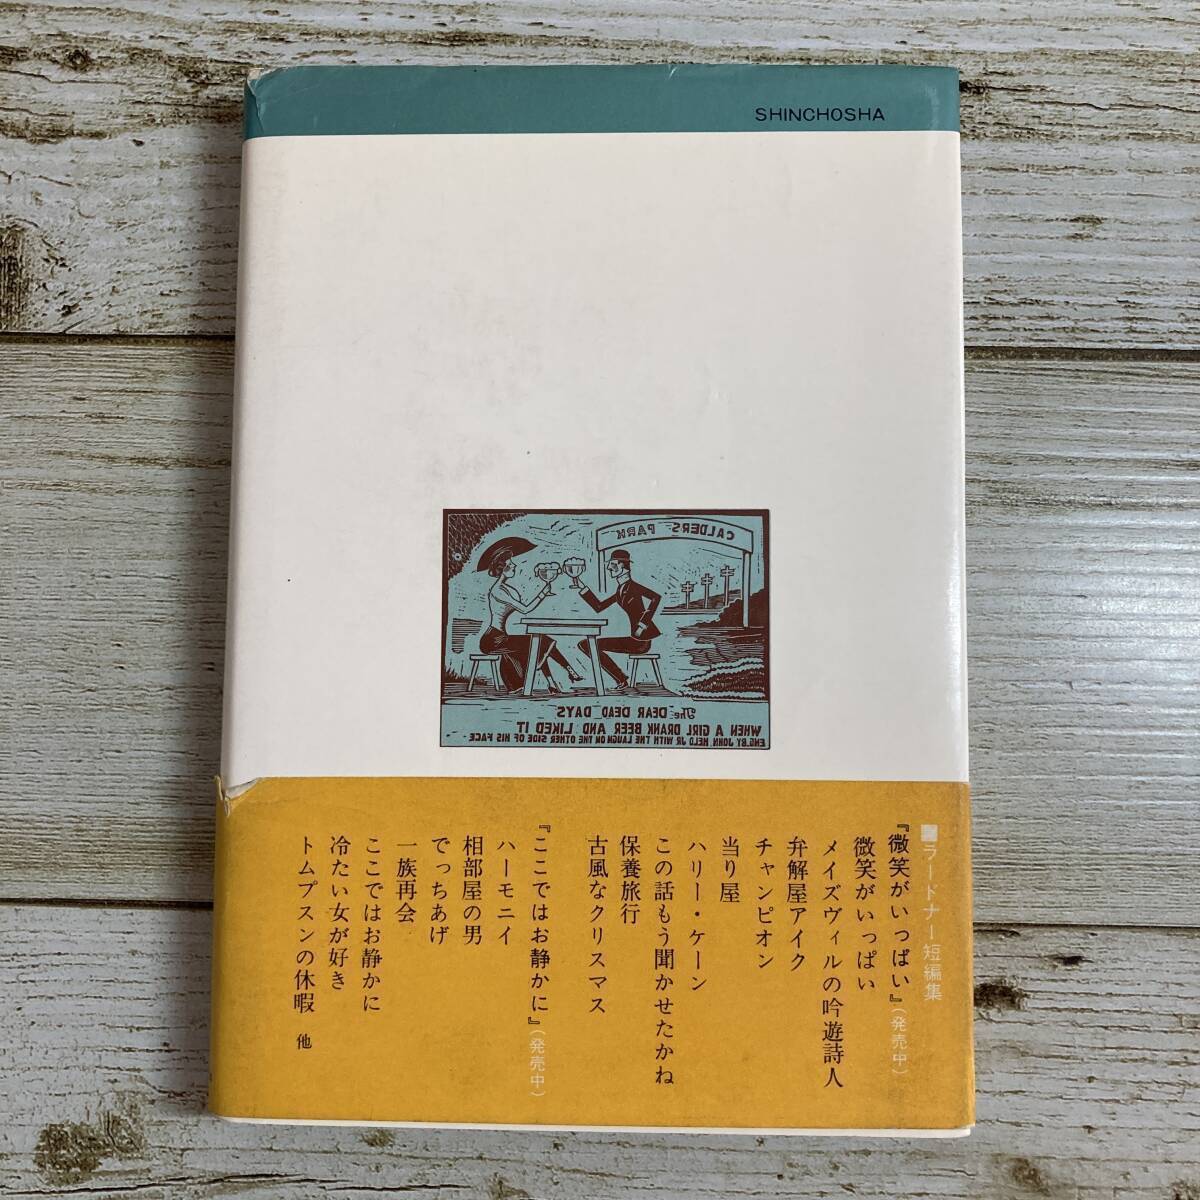 SHINCHOSHA
CALDERS PARK
The DEAR DEAD DAYS
WHEN A GIRL DRANK BEER AND LIKED IT
ENG.BY JOHN HELD JR WITH THE LAUGH ON THE OTHER SIDE OF HIS FACE.
■ラードナー短編集
『微笑がいっぱい』(発売中)
微笑がいっぱい
メイズヴィルの吟遊詩人
弁解屋アイク
チャンピオン
当り屋
ハリー・ケーン
この話もう聞かせたかね
保養旅行
古風なクリスマス
『ここではお静かに』(発売中)
ハーモニイ
相部屋の男
でっちあげ
一族再会
ここではお静かに
冷たい女が好き
トムプスンの休暇 他